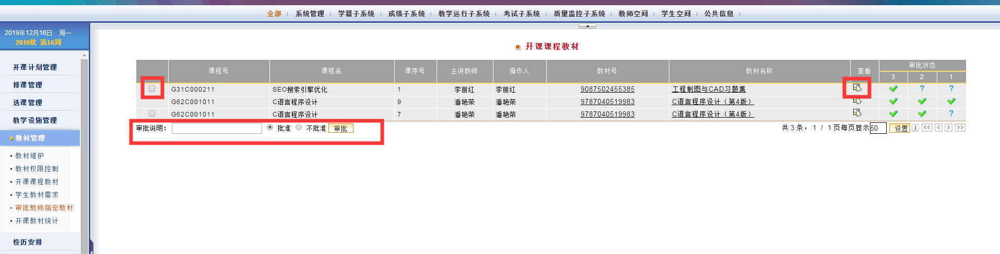 全部 系统管理 学籍子系统 成绩子系统 教学运行子系统 考试子系统 质量监控子系统 教师空间 学生空间 公共信息
2019年12月16日 周一
2019秋 第16周
开课计划管理
排课管理
选课管理
教学设施管理
教材管理
教材维护
教材权限控制
开课课程教材
学生教材需求
审批教师指定教材
开课教材统计
校历安排
开课课程教材
课程号 课程名 课序号 主讲教师 操作人 教材号 教材名称 查看 审批状态
3 2 1
G31C000211 SEO搜索引擎优化 1 李丽红 李丽红 9087502455385 工程制图与CAD习题集 ? ?
G62C001011 C语言程序设计 9 潘艳荣 潘艳荣 9787040519983 C语言程序设计（第4版）
G62C001011 C语言程序设计 7 潘艳荣 潘艳荣 9787040519983 C语言程序设计（第4版） ?
审批说明： 批准 不批准 审批 共 3 条， 1 / 1 页每页显示 50 设置